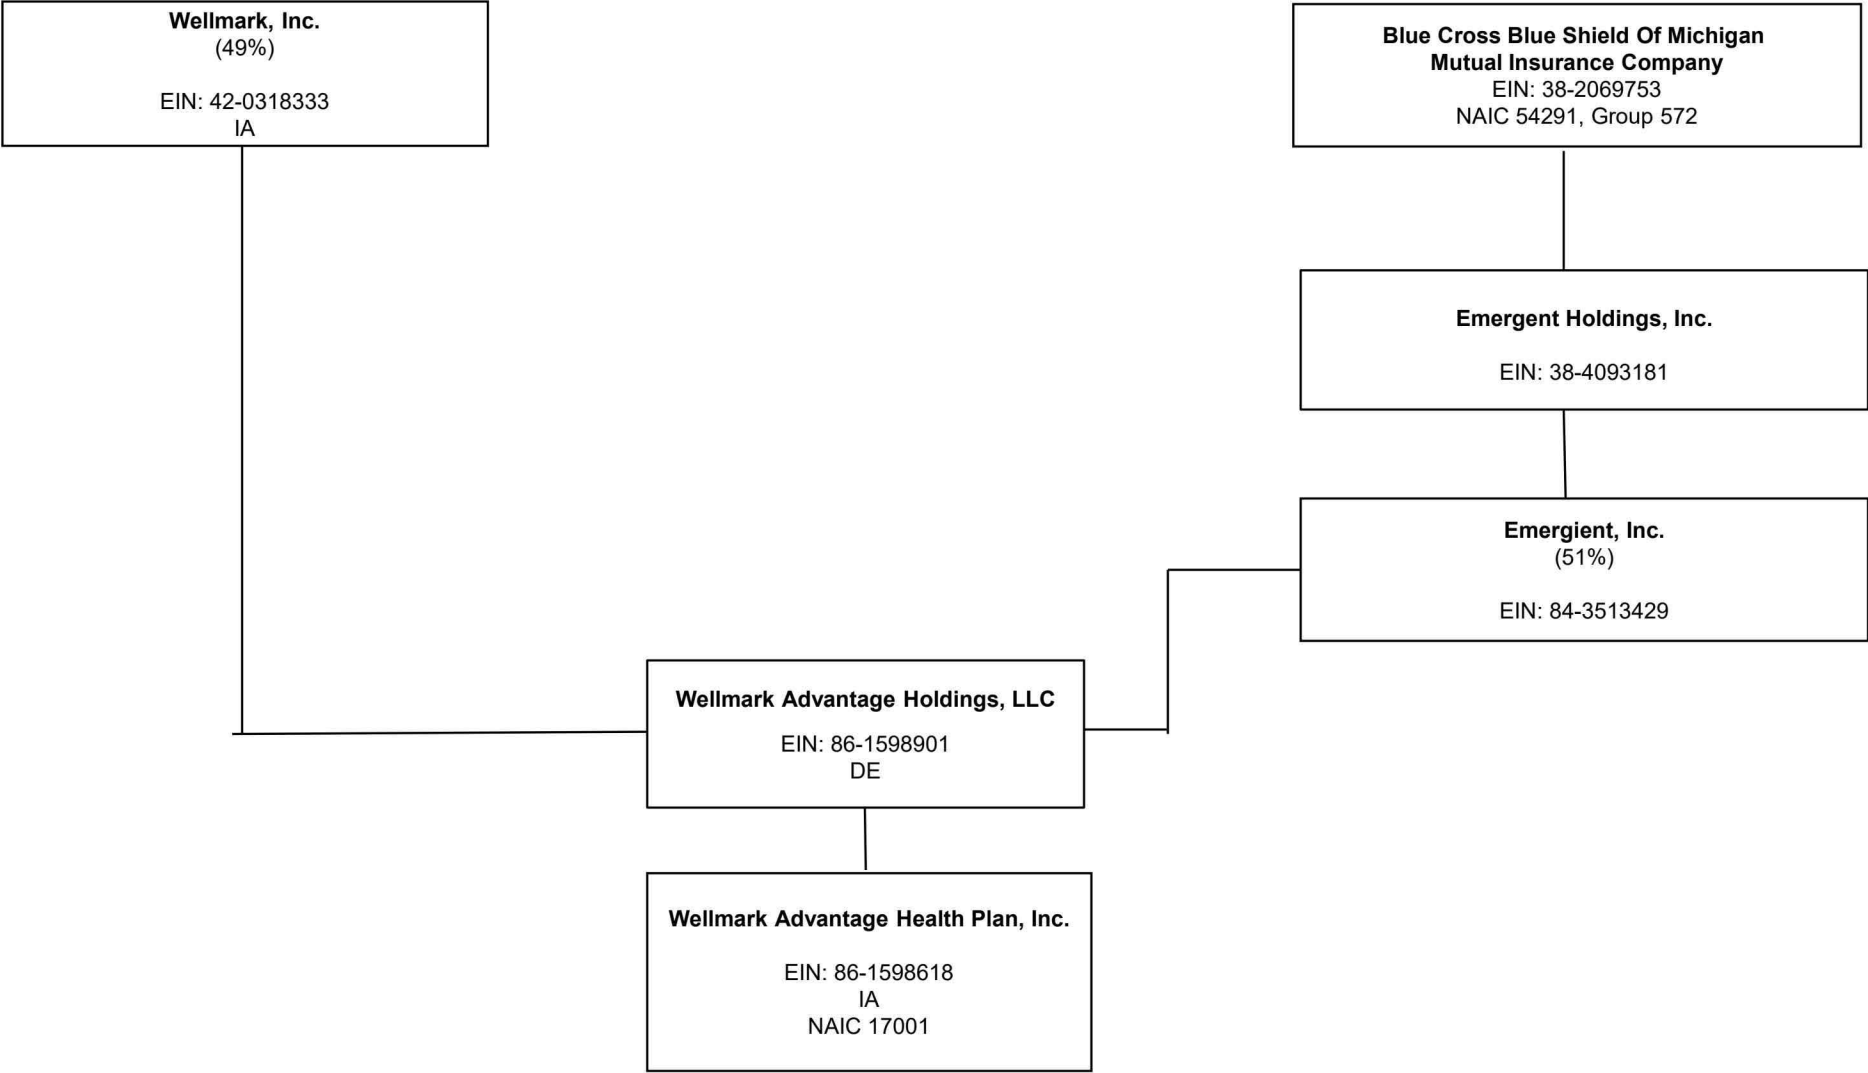 Wellmark, Inc.
(49%)
EIN: 42-0318333
IA
Blue Cross Blue Shield Of Michigan
Mutual Insurance Company
EIN: 38-2069753
NAIC 54291, Group 572
Emergent Holdings, Inc.
EIN: 38-4093181
Emergient, Inc.
(51%)
EIN: 84-3513429
Wellmark Advantage Holdings, LLC
EIN: 86-1598901
DE
Wellmark Advantage Health Plan, Inc.
EIN: 86-1598618
IA
NAIC 17001